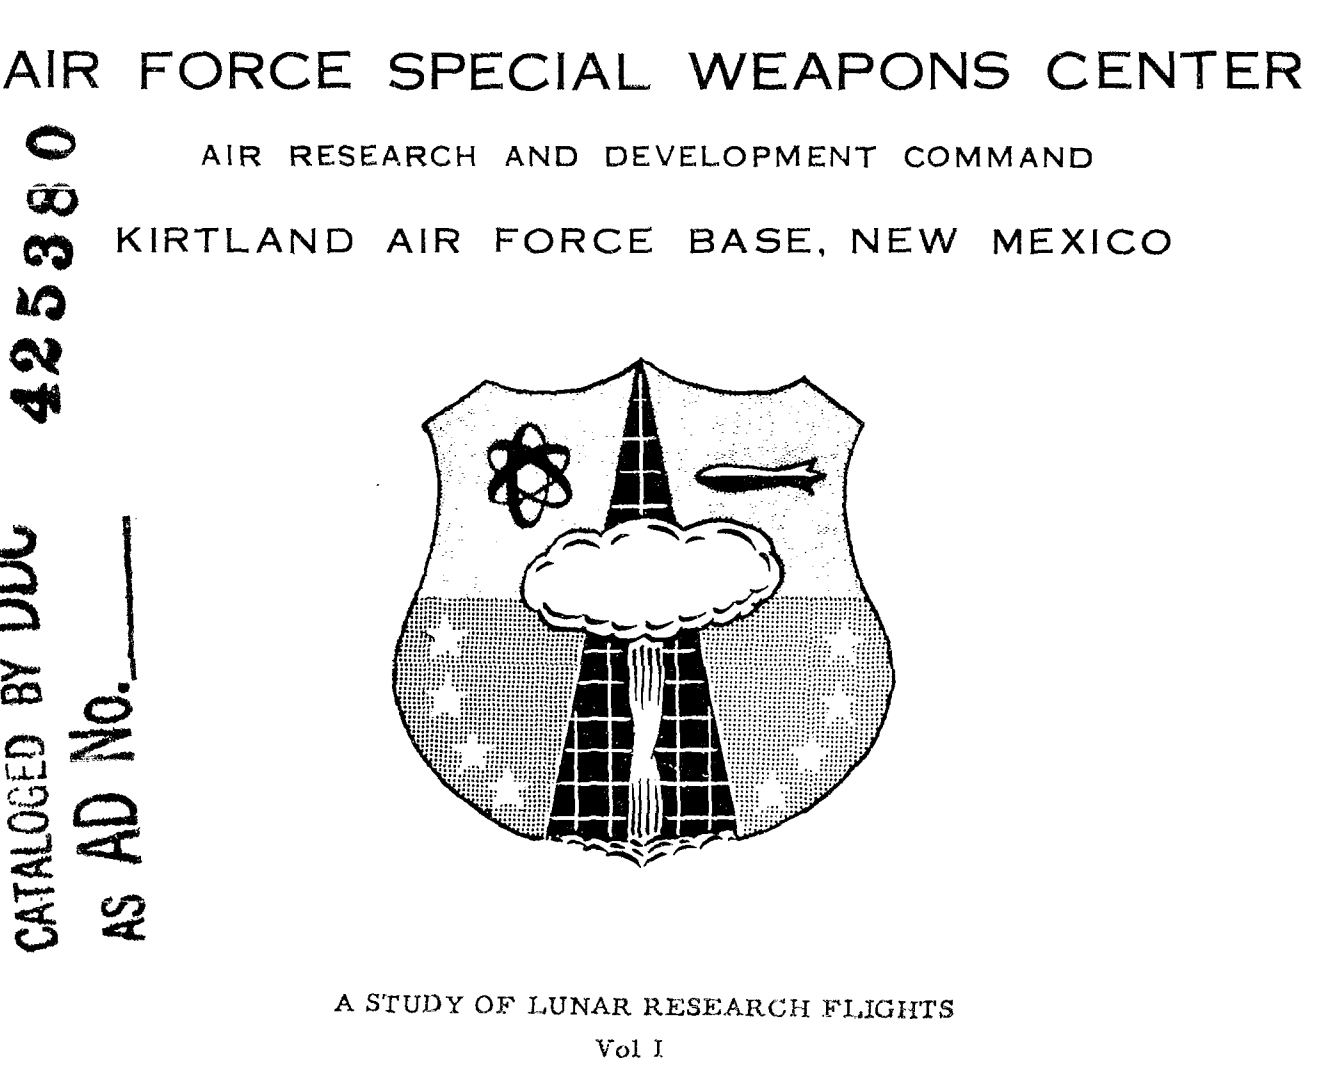 AIR FORCE SPECIAL WEAPONS CENTER
AIR RESEARCH AND DEVELOPMENT COMMAND
KIRTLAND AIR FORCE BASE, NEW MEXICO
CATALOGED BY DDC
AS AD No.
425380
A STUDY OF LUNAR RESEARCH FLIGHTS
Vol I